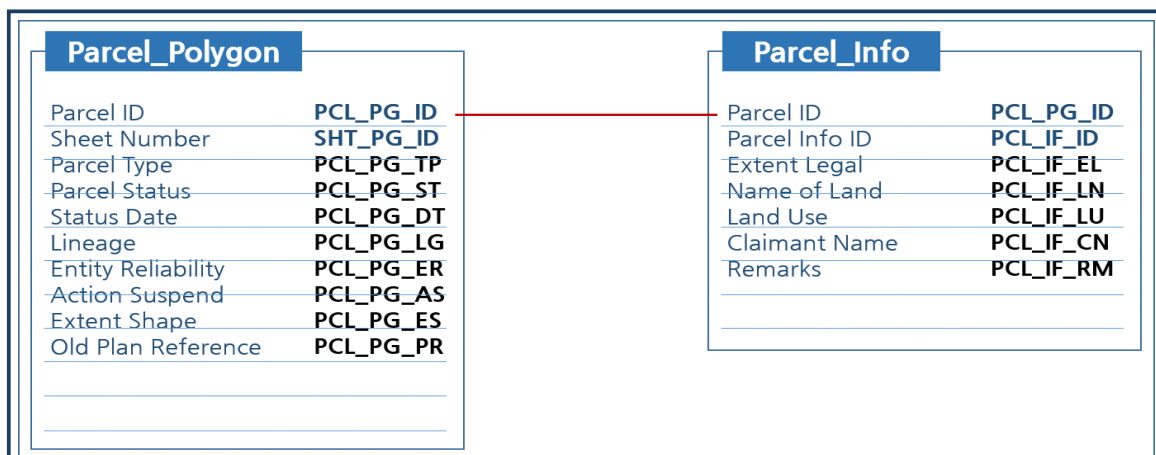 Parcel_Polygon
Parcel ID PCL_PG_ID
Sheet Number SHT_PG_ID
Parcel Type PCL_PG_TP
Parcel Status PCL_PG_ST
Status Date PCL_PG_DT
Lineage PCL_PG_LG
Entity Reliability PCL_PG_ER
Action Suspend PCL_PG_AS
Extent Shape PCL_PG_ES
Old Plan Reference PCL_PG_PR
Parcel_Info
Parcel ID PCL_PG_ID
Parcel Info ID PCL_IF_ID
Extent Legal PCL_IF_EL
Name of Land PCL_IF_LN
Land Use PCL_IF_LU
Claimant Name PCL_IF_CN
Remarks PCL_IF_RM